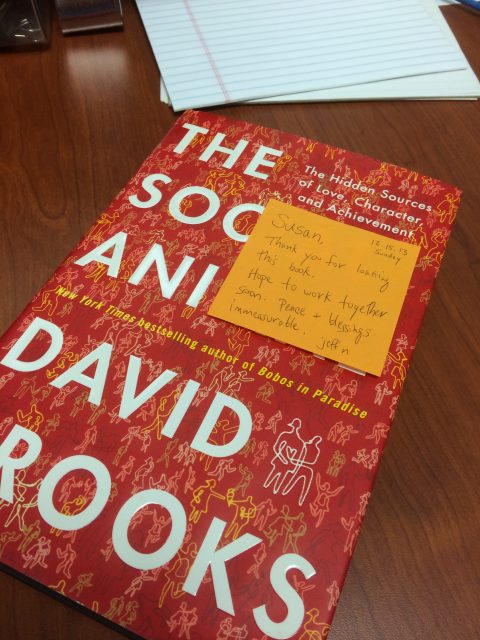 THE
SOC
ANI
The Hidden Sources
of Love, Character,
and Achievement
Susan,
12.15.13
Sunday
Thank you for loaning
this book.
Hope to work together
soon. Peace + blessings
immeasurable, jeff n
New York Times bestselling author of Bobos in Paradise
DAVID
ROOKS